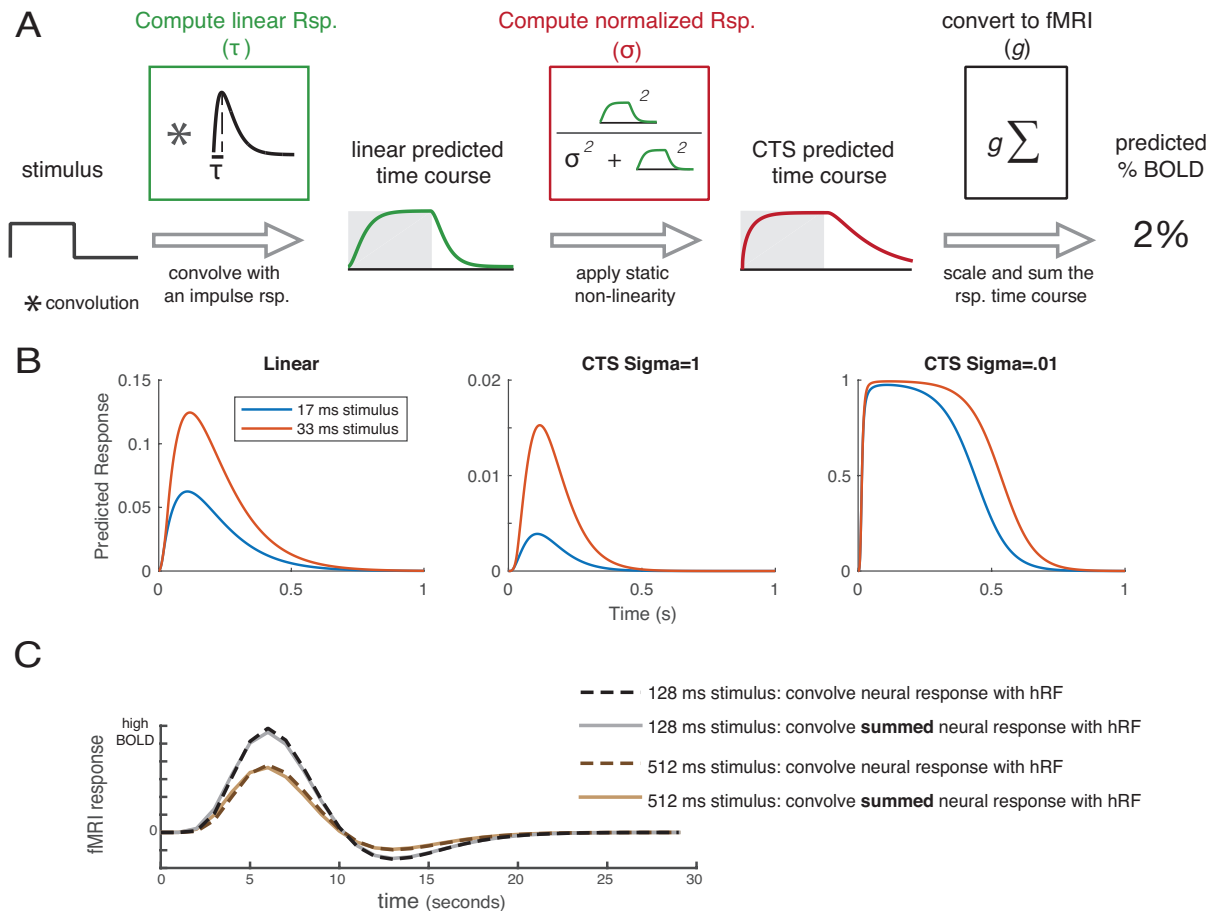 A
Compute linear Rsp.
(τ)
Compute normalized Rsp.
(σ)
convert to fMRI
(g)
stimulus
*
τ
linear predicted
time course
2
σ² + 2
CTS predicted
time course
g∑
predicted
% BOLD
2%
convolve with
an impulse rsp.
apply static
non-linearity
scale and sum the
rsp. time course
* convolution
B
Linear
CTS Sigma=1
CTS Sigma=.01
Predicted Response
0.15
0.1
0.05
0
17 ms stimulus
33 ms stimulus
0
0.5
1
0.02
0.01
0
0
0.5
1
1
0.5
0
0
0.5
1
Time (s)
C
fMRI response
high
BOLD
0
0
5
10
15
20
25
30
time (seconds)
128 ms stimulus: convolve neural response with hRF
128 ms stimulus: convolve summed neural response with hRF
512 ms stimulus: convolve neural response with hRF
512 ms stimulus: convolve summed neural response with hRF